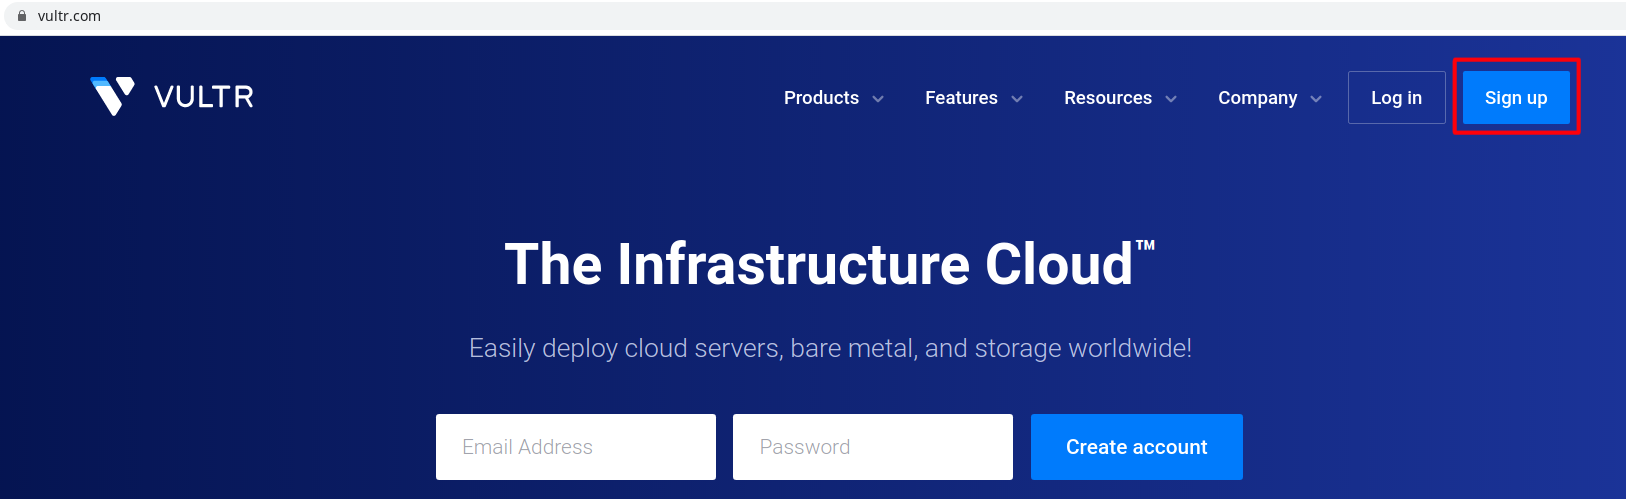 vultr.com
VULTR
Products Features Resources Company Log in Sign up
The Infrastructure Cloud™
Easily deploy cloud servers, bare metal, and storage worldwide!
Email Address Password Create account